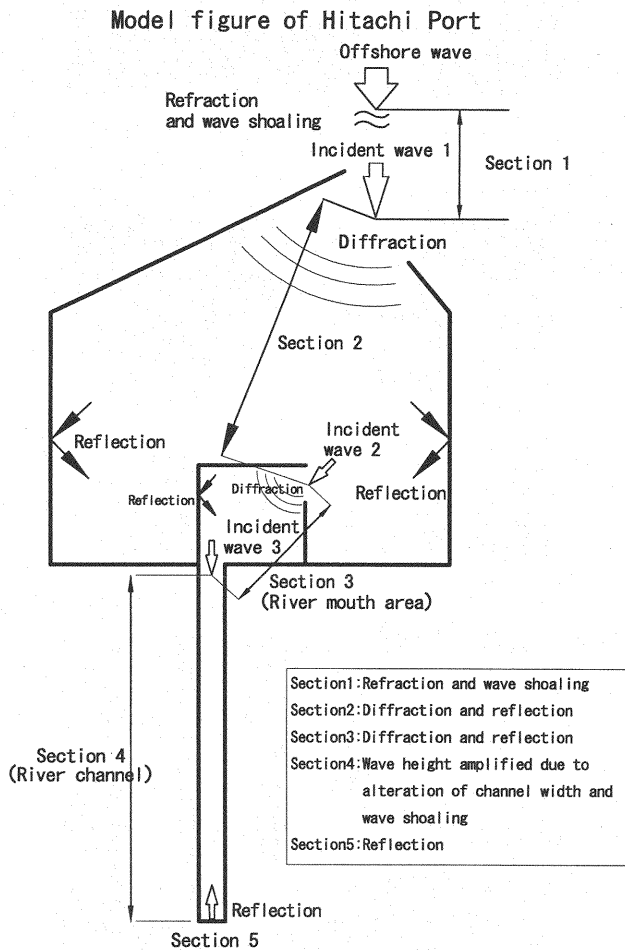 Model figure of Hitachi Port
Offshore wave
Refraction
and wave shoaling
Incident wave 1
Section 1
Diffraction
Section 2
Incident
wave 2
Reflection
Reflection
Diffraction
Reflection
Incident
wave 3
Section 3
(River mouth area)
Section 4
(River channel)
Section1:Refraction and wave shoaling
Section2:Diffraction and reflection
Section3:Diffraction and reflection
Section4:Wave height amplified due to
alteration of channel width and
wave shoaling
Section5:Reflection
Reflection
Section 5